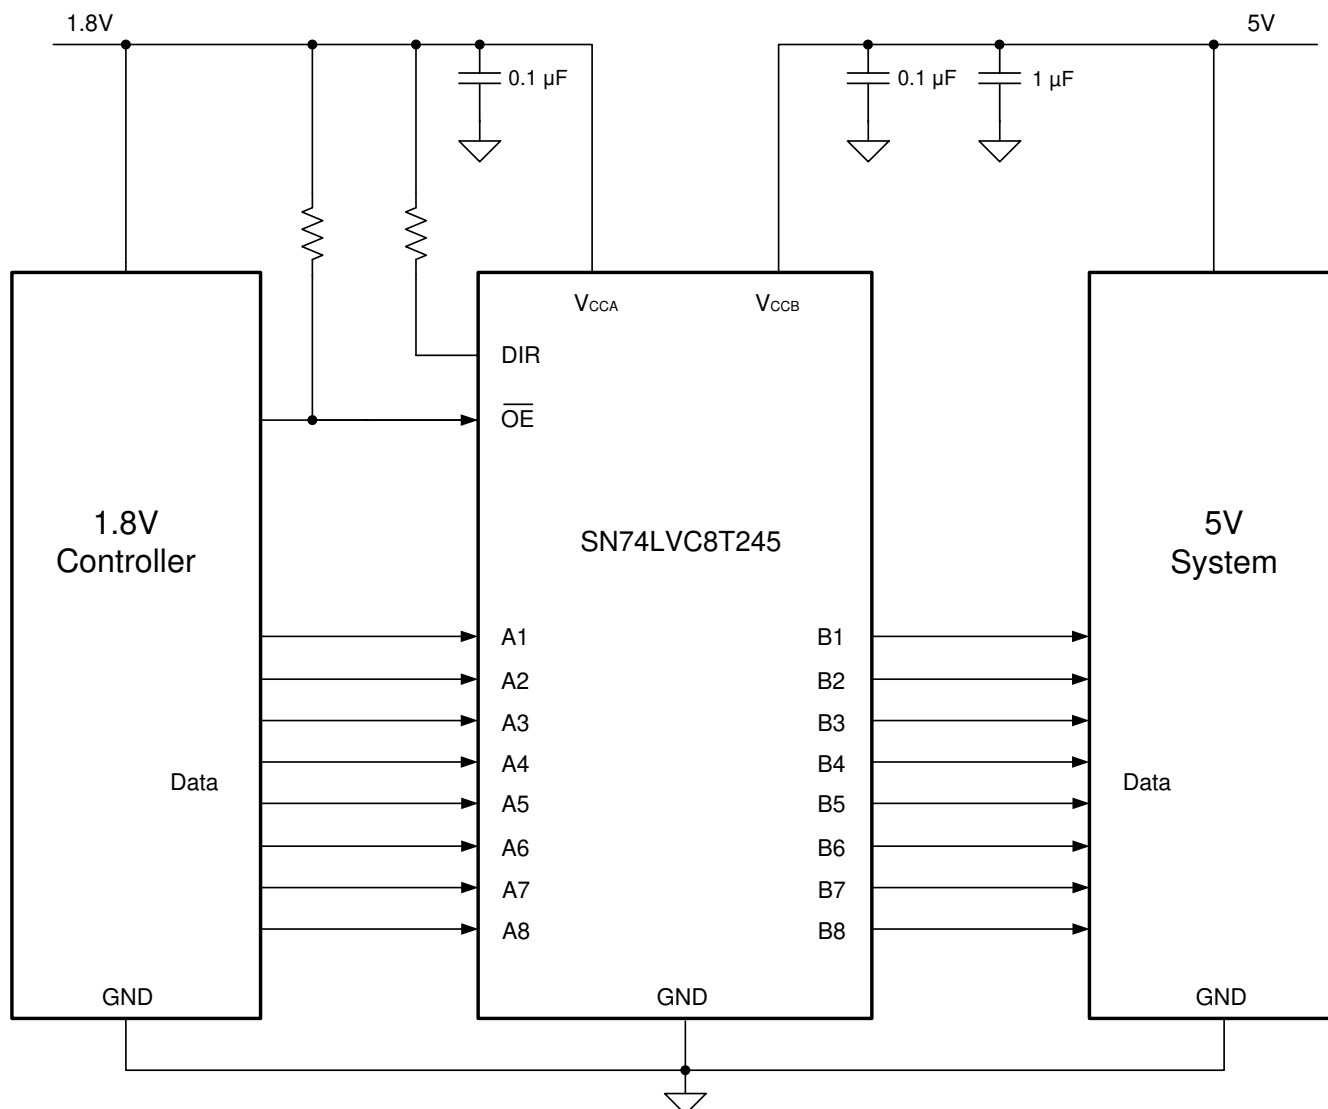 1.8V
5V
0.1 µF
0.1 µF
1 µF
VCCA
VCCB
DIR
OE
1.8V
Controller
SN74LVC8T245
5V
System
A1
B1
A2
B2
A3
B3
A4
B4
Data
Data
A5
B5
A6
B6
A7
B7
A8
B8
GND
GND
GND